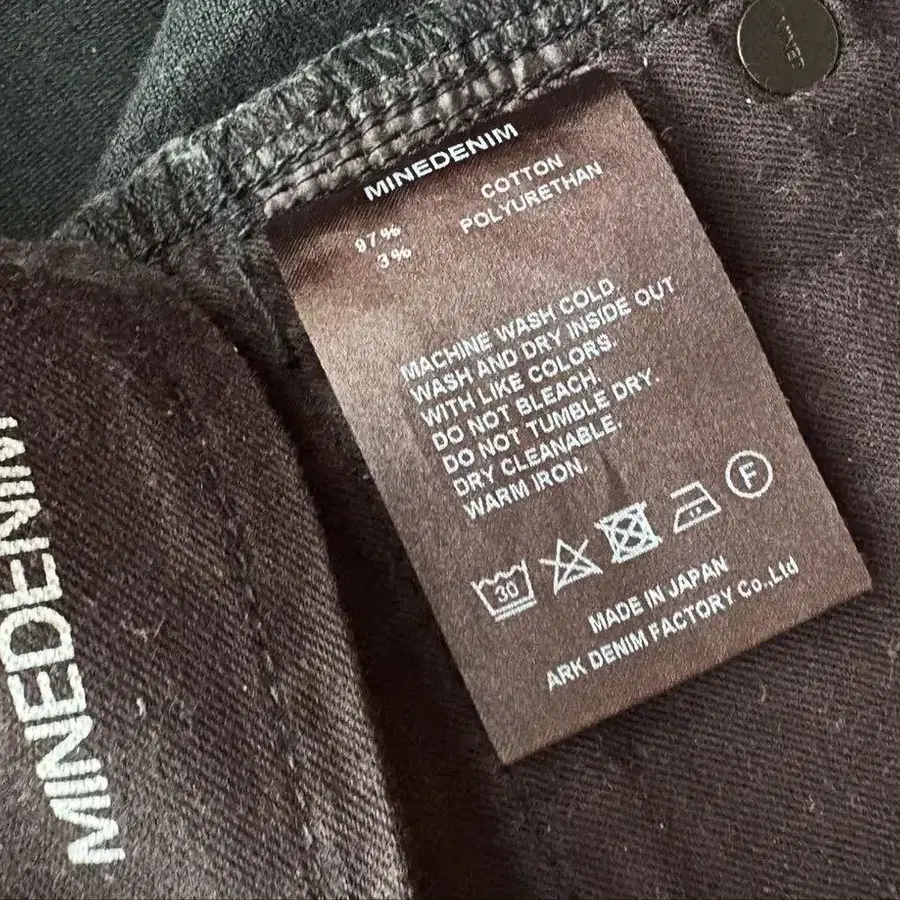 MINEDENIM
97% COTTON
3% POLYURETHAN
MACHINE WASH COLD.
WASH AND DRY INSIDE OUT
WITH LIKE COLORS.
DO NOT BLEACH.
DO NOT TUMBLE DRY.
DRY CLEANABLE.
WARM IRON.
30
F
MADE IN JAPAN
ARK DENIM FACTORY Co.,Ltd
MINEDENIM